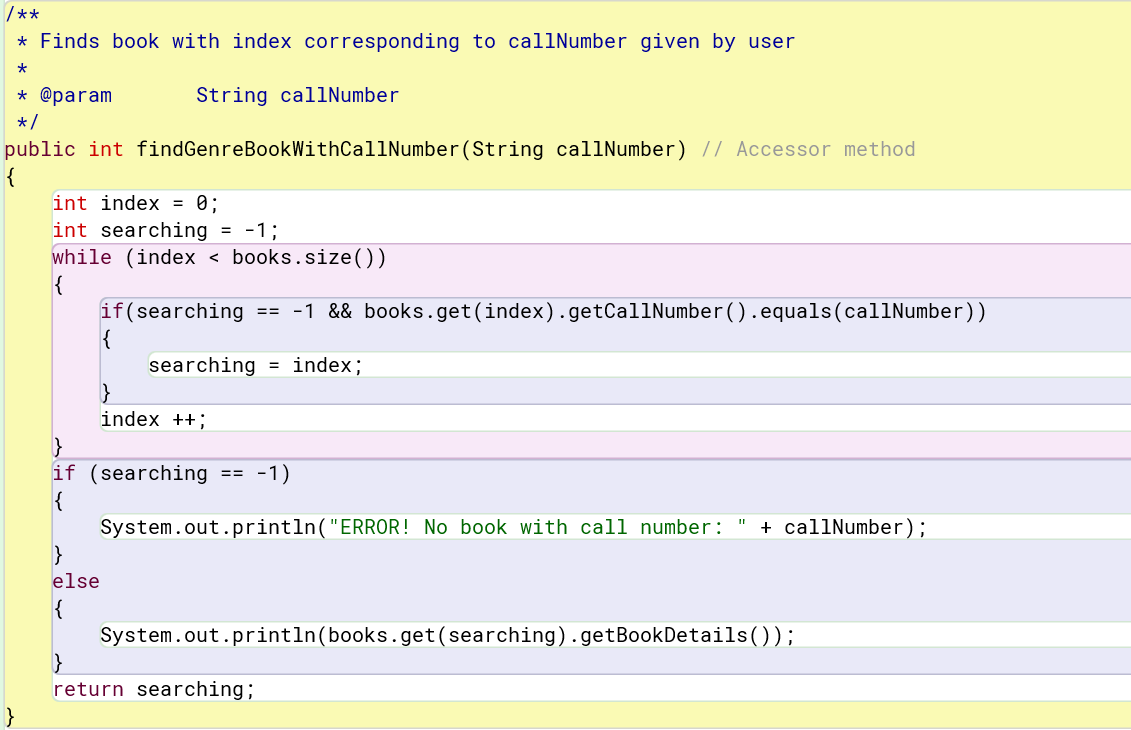 /**
 * Finds book with index corresponding to callNumber given by user
 *
 * @param       String callNumber
 */
public int findGenreBookWithCallNumber(String callNumber) // Accessor method
{
    int index = 0;
    int searching = -1;
    while (index < books.size())
    {
        if(searching == -1 && books.get(index).getCallNumber().equals(callNumber))
        {
            searching = index;
        }
        index ++;
    }
    if (searching == -1)
    {
        System.out.println("ERROR! No book with call number: " + callNumber);
    }
    else
    {
        System.out.println(books.get(searching).getBookDetails());
    }
    return searching;
}